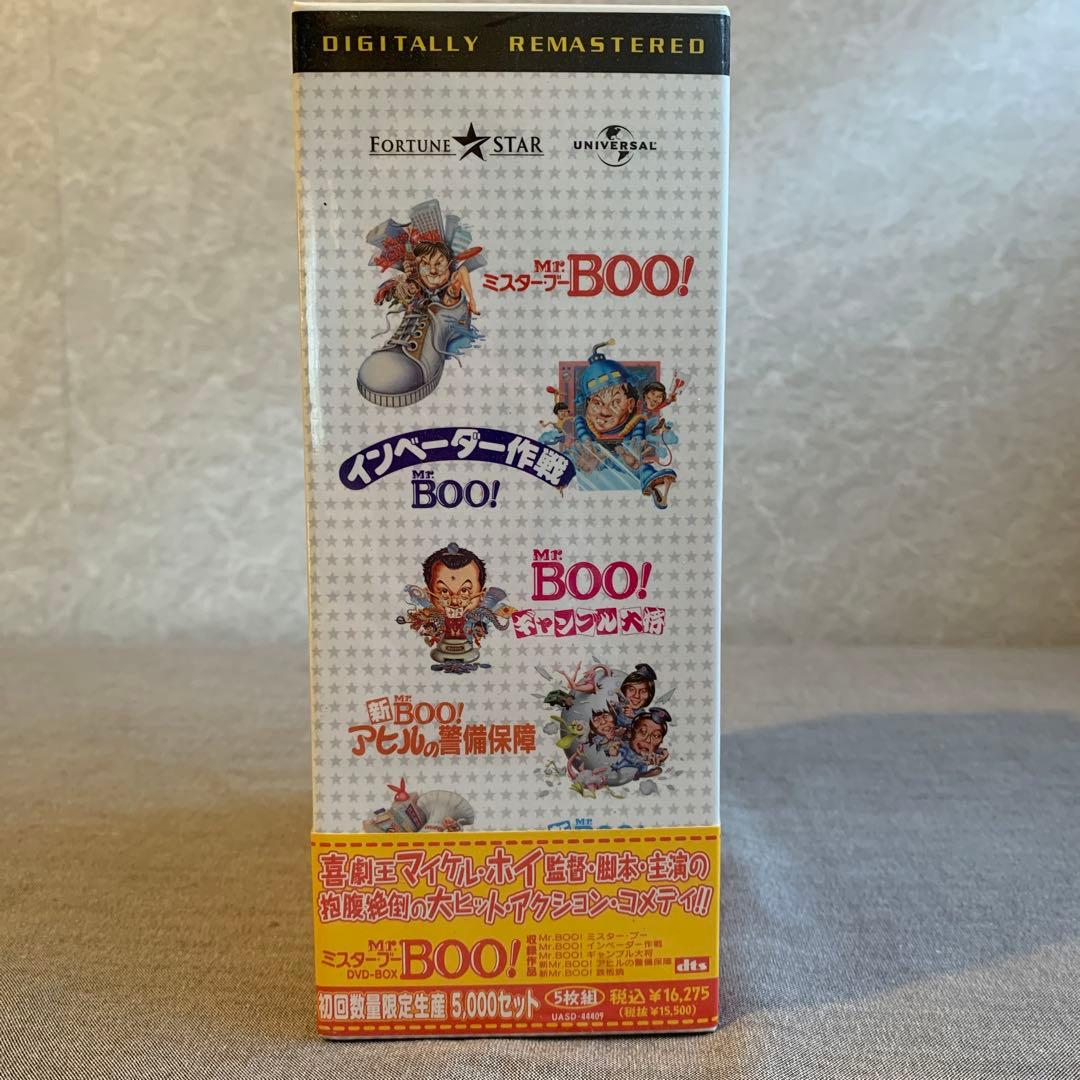 DIGITALLY REMASTERED
FORTUNE STAR
UNIVERSAL
Mr.
ミスター・ブー BOO!
インベーダー作戦
Mr.
BOO!
Mr.
BOO!
ギャンブル大将
Mr.
新BOO!
アヒルの警備保障
喜劇王マイケル・ホイ監督・脚本・主演の
抱腹絶倒の大ヒット・アクション・コメディ!!
Mr.
ミスター・ブー BOO!
DVD-BOX
収録作品
Mr.BOO! ミスター・ブー
Mr.BOO! インベーダー作戦
Mr.BOO! ギャンブル大将
新Mr.BOO! アヒルの警備保障
新Mr.BOO! 鉄板焼
dts
初回数量限定生産 5,000セット 5枚組 税込¥16,275
UASD-44409 (税抜¥15,500)